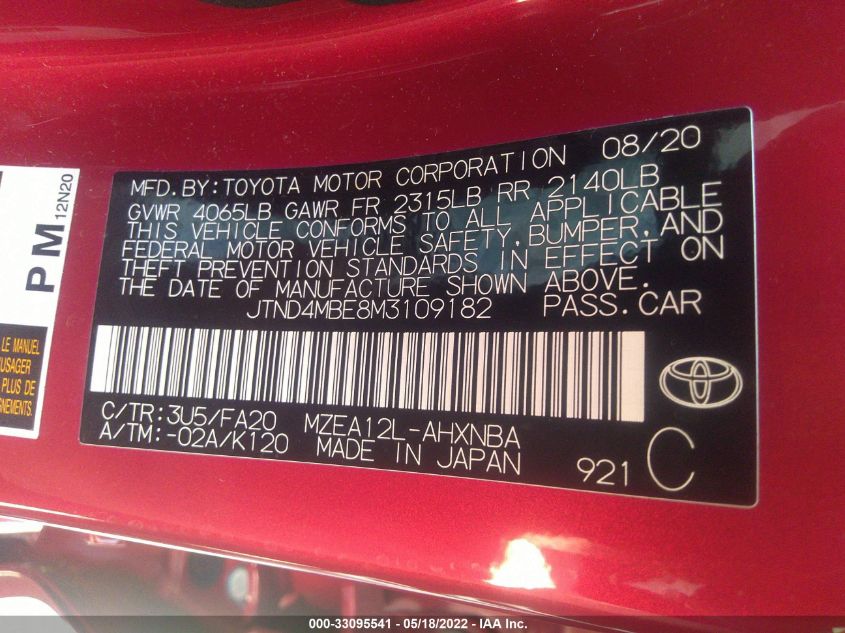 MFD. BY: TOYOTA MOTOR CORPORATION 08/20
GVWR 4065LB GAWR FR 2315LB RR 2140LB
THIS VEHICLE CONFORMS TO ALL APPLICABLE
FEDERAL MOTOR VEHICLE SAFETY, BUMPER, AND
THEFT PREVENTION STANDARDS IN EFFECT ON
THE DATE OF MANUFACTURE SHOWN ABOVE.
JTND4MBE8M3109182 PASS. CAR
C/TR: 3U5/FA20 MZEA12L-AHXNBA
A/TM: -02A/K120 MADE IN JAPAN
921 C
PM
12N20
LE MANUEL
USAGER
PLUS DE
GNEMENTS.
000-33095541 - 05/18/2022 - IAA Inc.